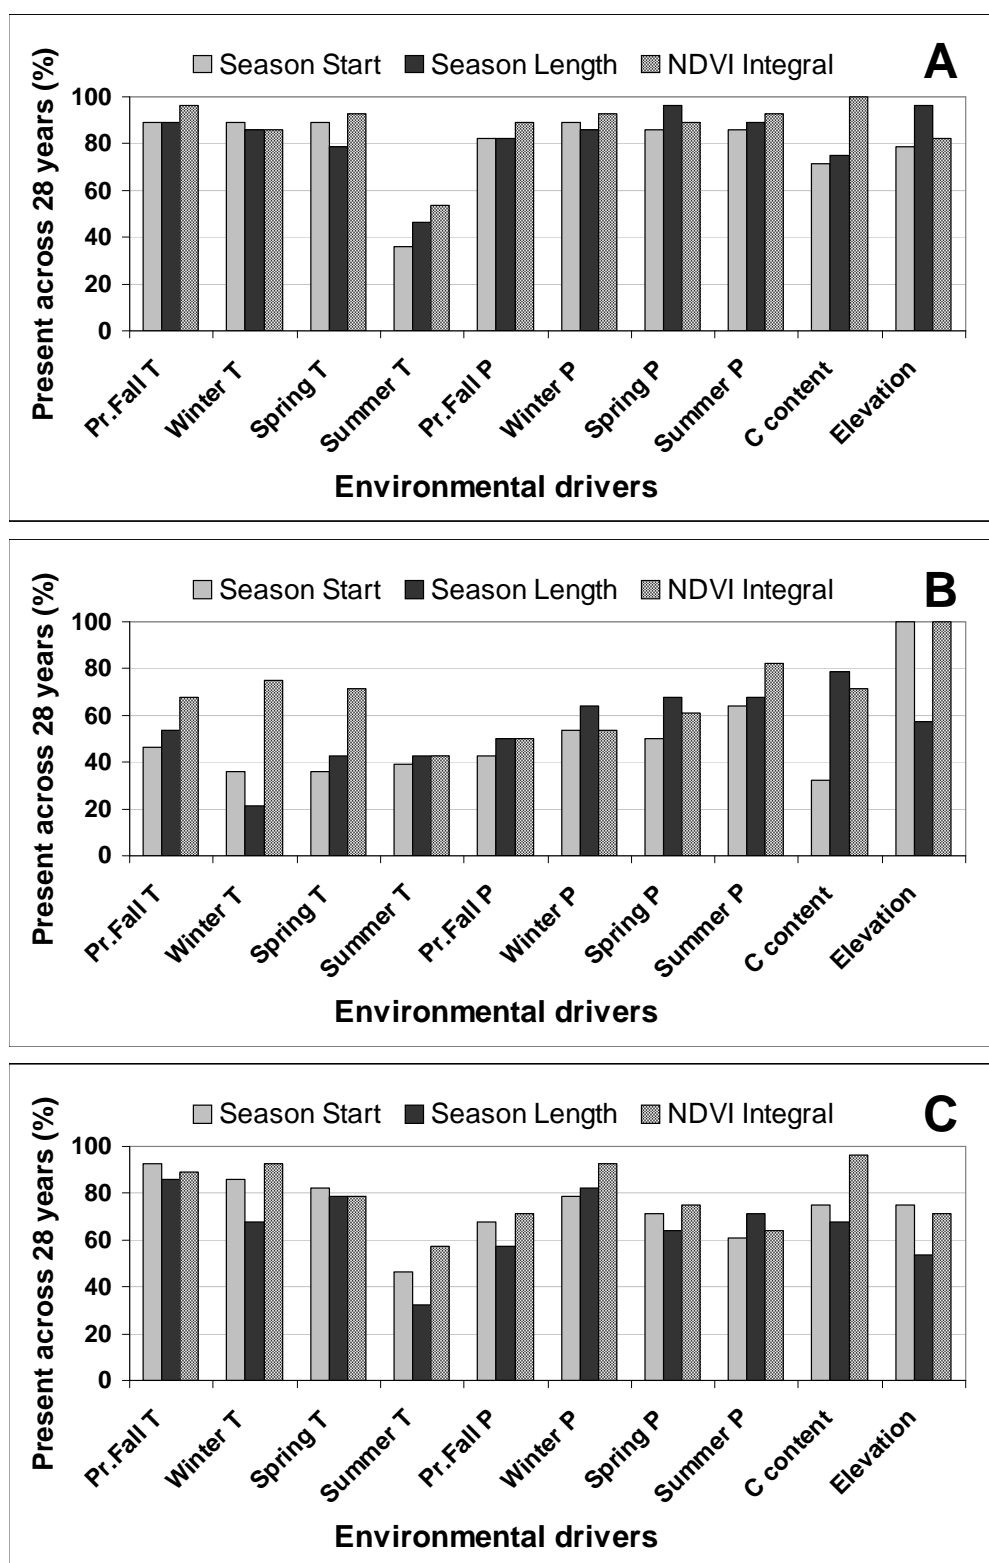 A
Season Start Season Length NDVI Integral
Present across 28 years (%)
100
80
60
40
20
0
Pr.Fall T
Winter T
Spring T
Summer T
Pr.Fall P
Winter P
Spring P
Summer P
C content
Elevation
Environmental drivers
B
Season Start Season Length NDVI Integral
Present across 28 years (%)
100
80
60
40
20
0
Pr.Fall T
Winter T
Spring T
Summer T
Pr.Fall P
Winter P
Spring P
Summer P
C content
Elevation
Environmental drivers
C
Season Start Season Length NDVI Integral
Present across 28 years (%)
100
80
60
40
20
0
Pr.Fall T
Winter T
Spring T
Summer T
Pr.Fall P
Winter P
Spring P
Summer P
C content
Elevation
Environmental drivers